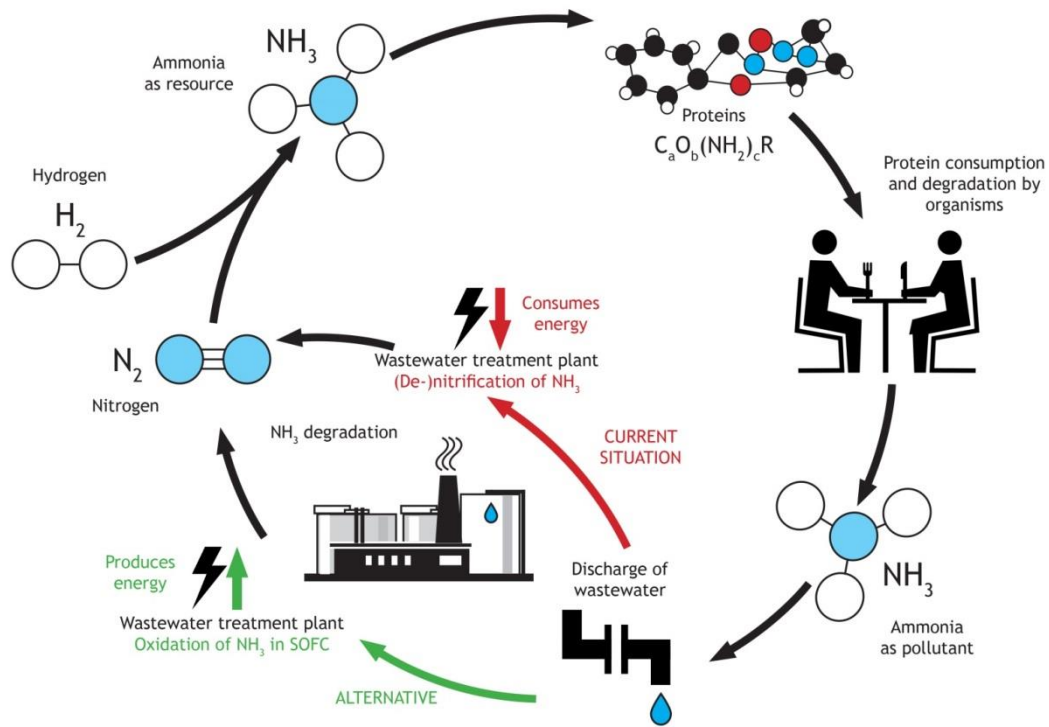 NH₃
Ammonia
as resource
Proteins
CₐO_b(NH₂)_cR
Hydrogen
H₂
Protein consumption
and degradation by
organisms
Consumes
energy
Wastewater treatment plant
(De-)nitrification of NH₃
N₂
Nitrogen
NH₃ degradation
CURRENT
SITUATION
Produces
energy
Wastewater treatment plant
Oxidation of NH₃ in SOFC
Discharge of
wastewater
NH₃
Ammonia
as pollutant
ALTERNATIVE